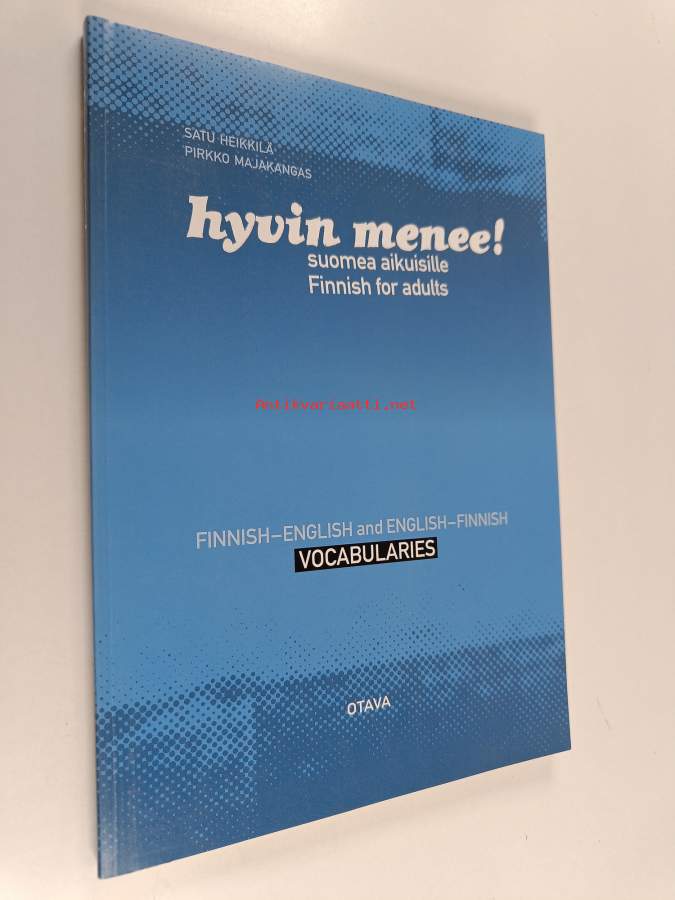 SATU HEIKKILÄ
PIRKKO MAJAKANGAS
hyvin menee!
suomea aikuisille
Finnish for adults
Antikvariaatti.net
FINNISH–ENGLISH and ENGLISH–FINNISH
VOCABULARIES
OTAVA